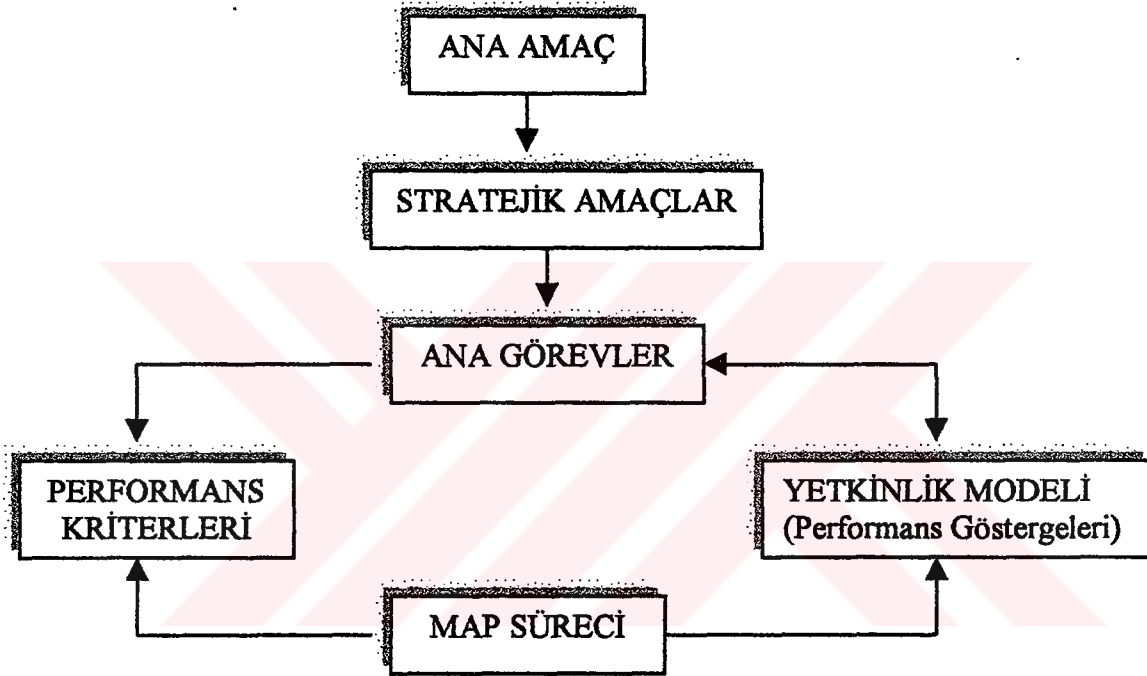 ANA AMAÇ
STRATEJİK AMAÇLAR
ANA GÖREVLER
PERFORMANS
KRİTERLERİ
YETKİNLİK MODELİ
(Performans Göstergeleri)
MAP SÜRECİ